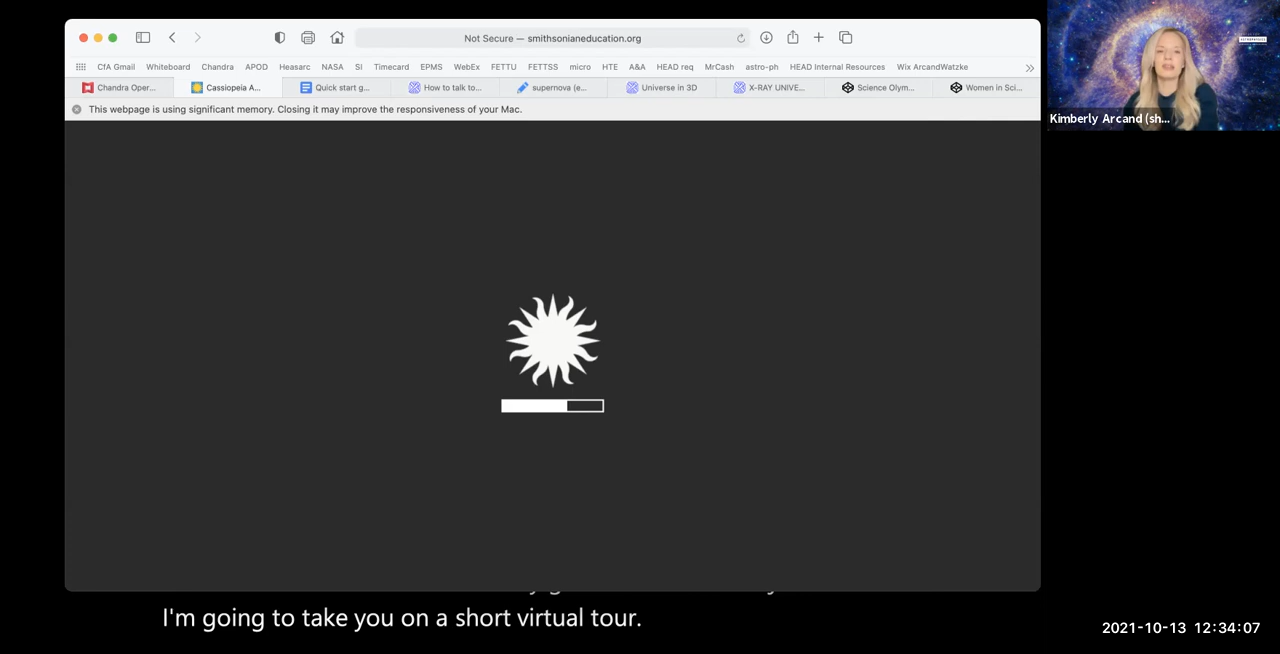 Not Secure — smithsonianeducation.org
CfA Gmail Whiteboard Chandra APOD Heasarc NASA SI Timecard EPMS WebEx FETTU FETTSS micro HTE A&A HEAD req MrCash astro-ph HEAD Internal Resources Wix ArcandWatzke
Chandra Oper... Cassiopeia A... Quick start g... How to talk to... supernova (e... Universe in 3D X-RAY UNIVE... Science Olym... Women in Sci...
This webpage is using significant memory. Closing it may improve the responsiveness of your Mac.
Kimberly Arcand (sh...
I'm going to take you on a short virtual tour.
2021-10-13 12:34:07